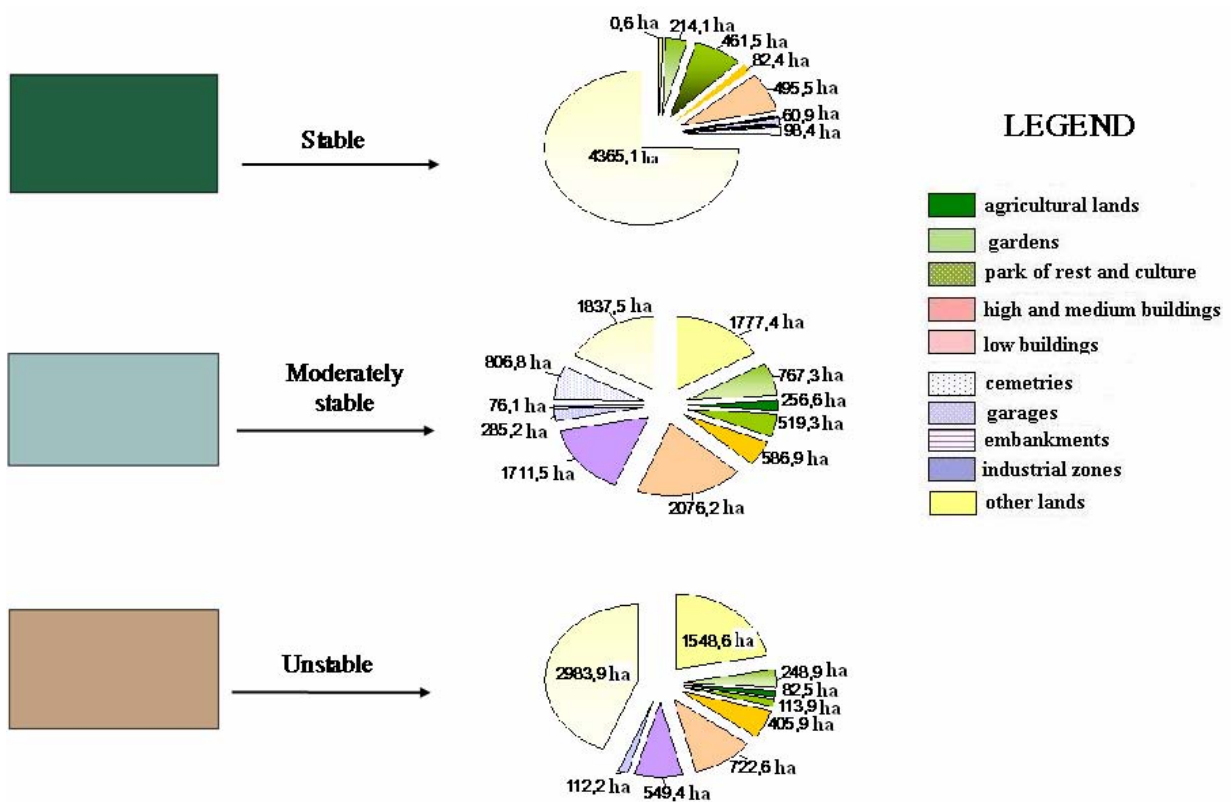 0,6 ha
214,1 ha
461,5 ha
82,4 ha
495,5 ha
60,9 ha
98,4 ha
4365,1 ha
Stable
LEGEND
agricultural lands
gardens
park of rest and culture
high and medium buildings
low buildings
cemetries
garages
embankments
industrial zones
other lands
Moderately
stable
1837,5 ha
1777,4 ha
806,8 ha
767,3 ha
256,6 ha
76,1 ha
519,3 ha
285,2 ha
586,9 ha
1711,5 ha
2076,2 ha
Unstable
1548,6 ha
2983,9 ha
248,9 ha
82,5 ha
113,9 ha
405,9 ha
722,6 ha
112,2 ha
549,4 ha